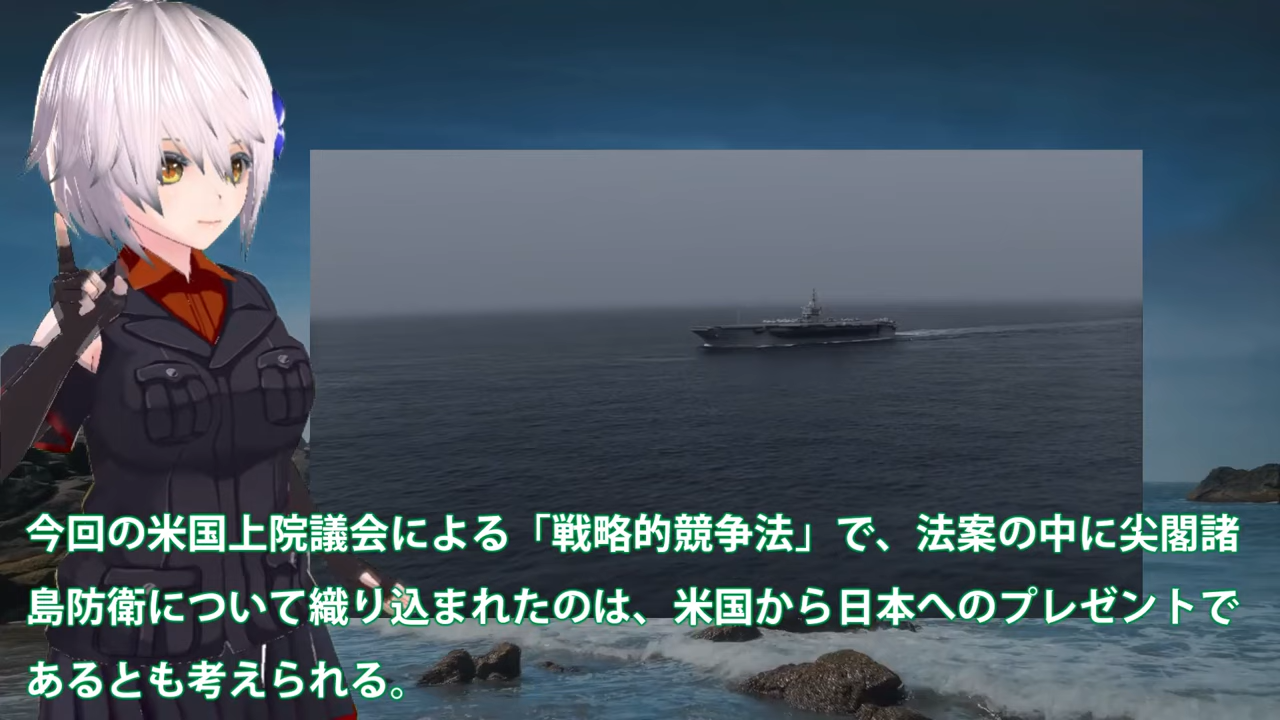 今回の米国上院議会による「戦略的競争法」で、法案の中に尖閣諸
島防衛について織り込まれたのは、米国から日本へのプレゼントで
あるとも考えられる。